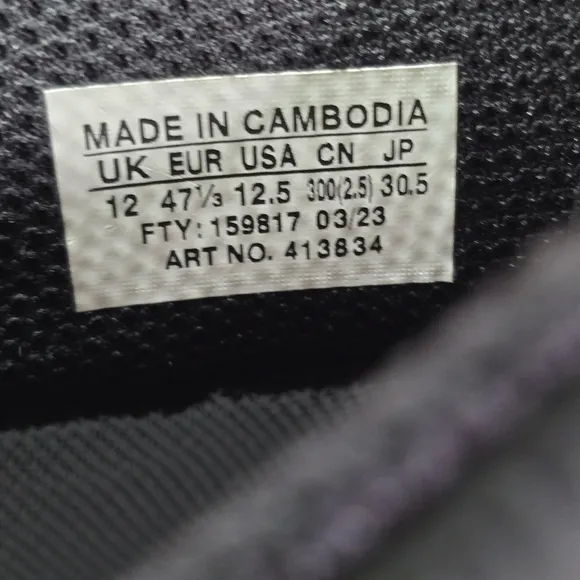 MADE IN CAMBODIA
UK EUR USA CN JP
12 47⅓ 12.5 300(2.5) 30.5
FTY: 159817 03/23
ART NO. 413834